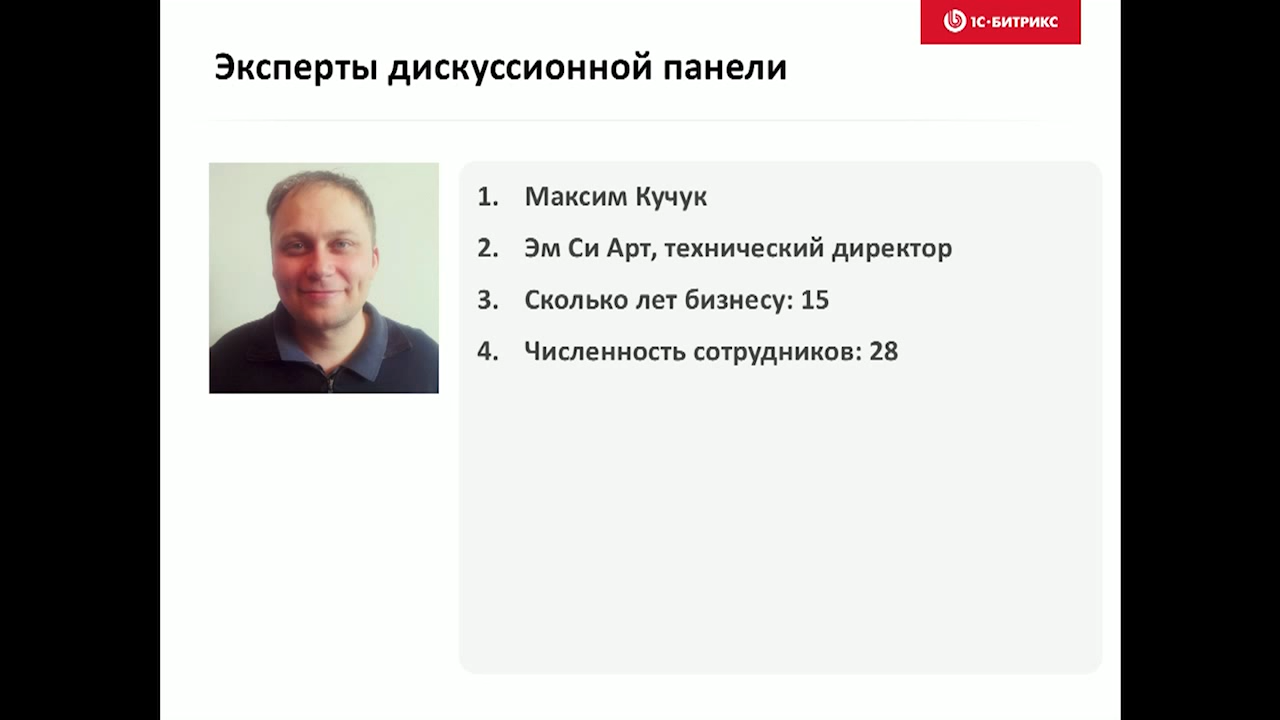 1С-БИТРИКС
Эксперты дискуссионной панели
1. Максим Кучук
2. Эм Си Арт, технический директор
3. Сколько лет бизнесу: 15
4. Численность сотрудников: 28